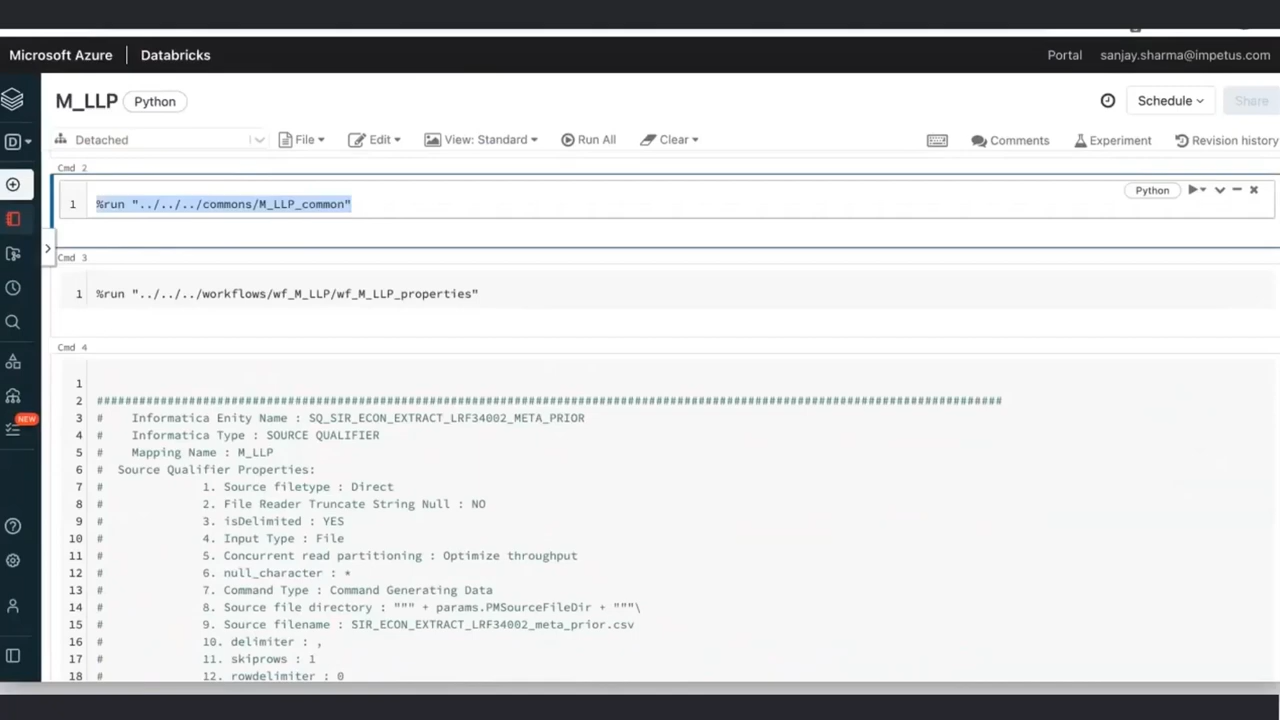 Microsoft Azure Databricks Portal sanjay.sharma@impetus.com
M_LLP Python Schedule Share
D Detached File Edit View: Standard Run All Clear Comments Experiment Revision history
Cmd 2
1 %run "../../../commons/M_LLP_common" Python
Cmd 3
1 %run "../../../workflows/wf_M_LLP/wf_M_LLP_properties"
Cmd 4
1
2 ################################################################################################################################
3 # Informatica Enity Name : SQ_SIR_ECON_EXTRACT_LRF34002_META_PRIOR
NEW
4 # Informatica Type : SOURCE QUALIFIER
5 # Mapping Name : M_LLP
6 # Source Qualifier Properties:
7 # 1. Source filetype : Direct
8 # 2. File Reader Truncate String Null : NO
9 # 3. isDelimited : YES
10 # 4. Input Type : File
11 # 5. Concurrent read partitioning : Optimize throughput
12 # 6. null_character : *
13 # 7. Command Type : Command Generating Data
14 # 8. Source file directory : """ + params.PMSourceFileDir + """\
15 # 9. Source filename : SIR_ECON_EXTRACT_LRF34002_meta_prior.csv
16 # 10. delimiter : ,
17 # 11. skiprows : 1
18 # 12. rowdelimiter : 0